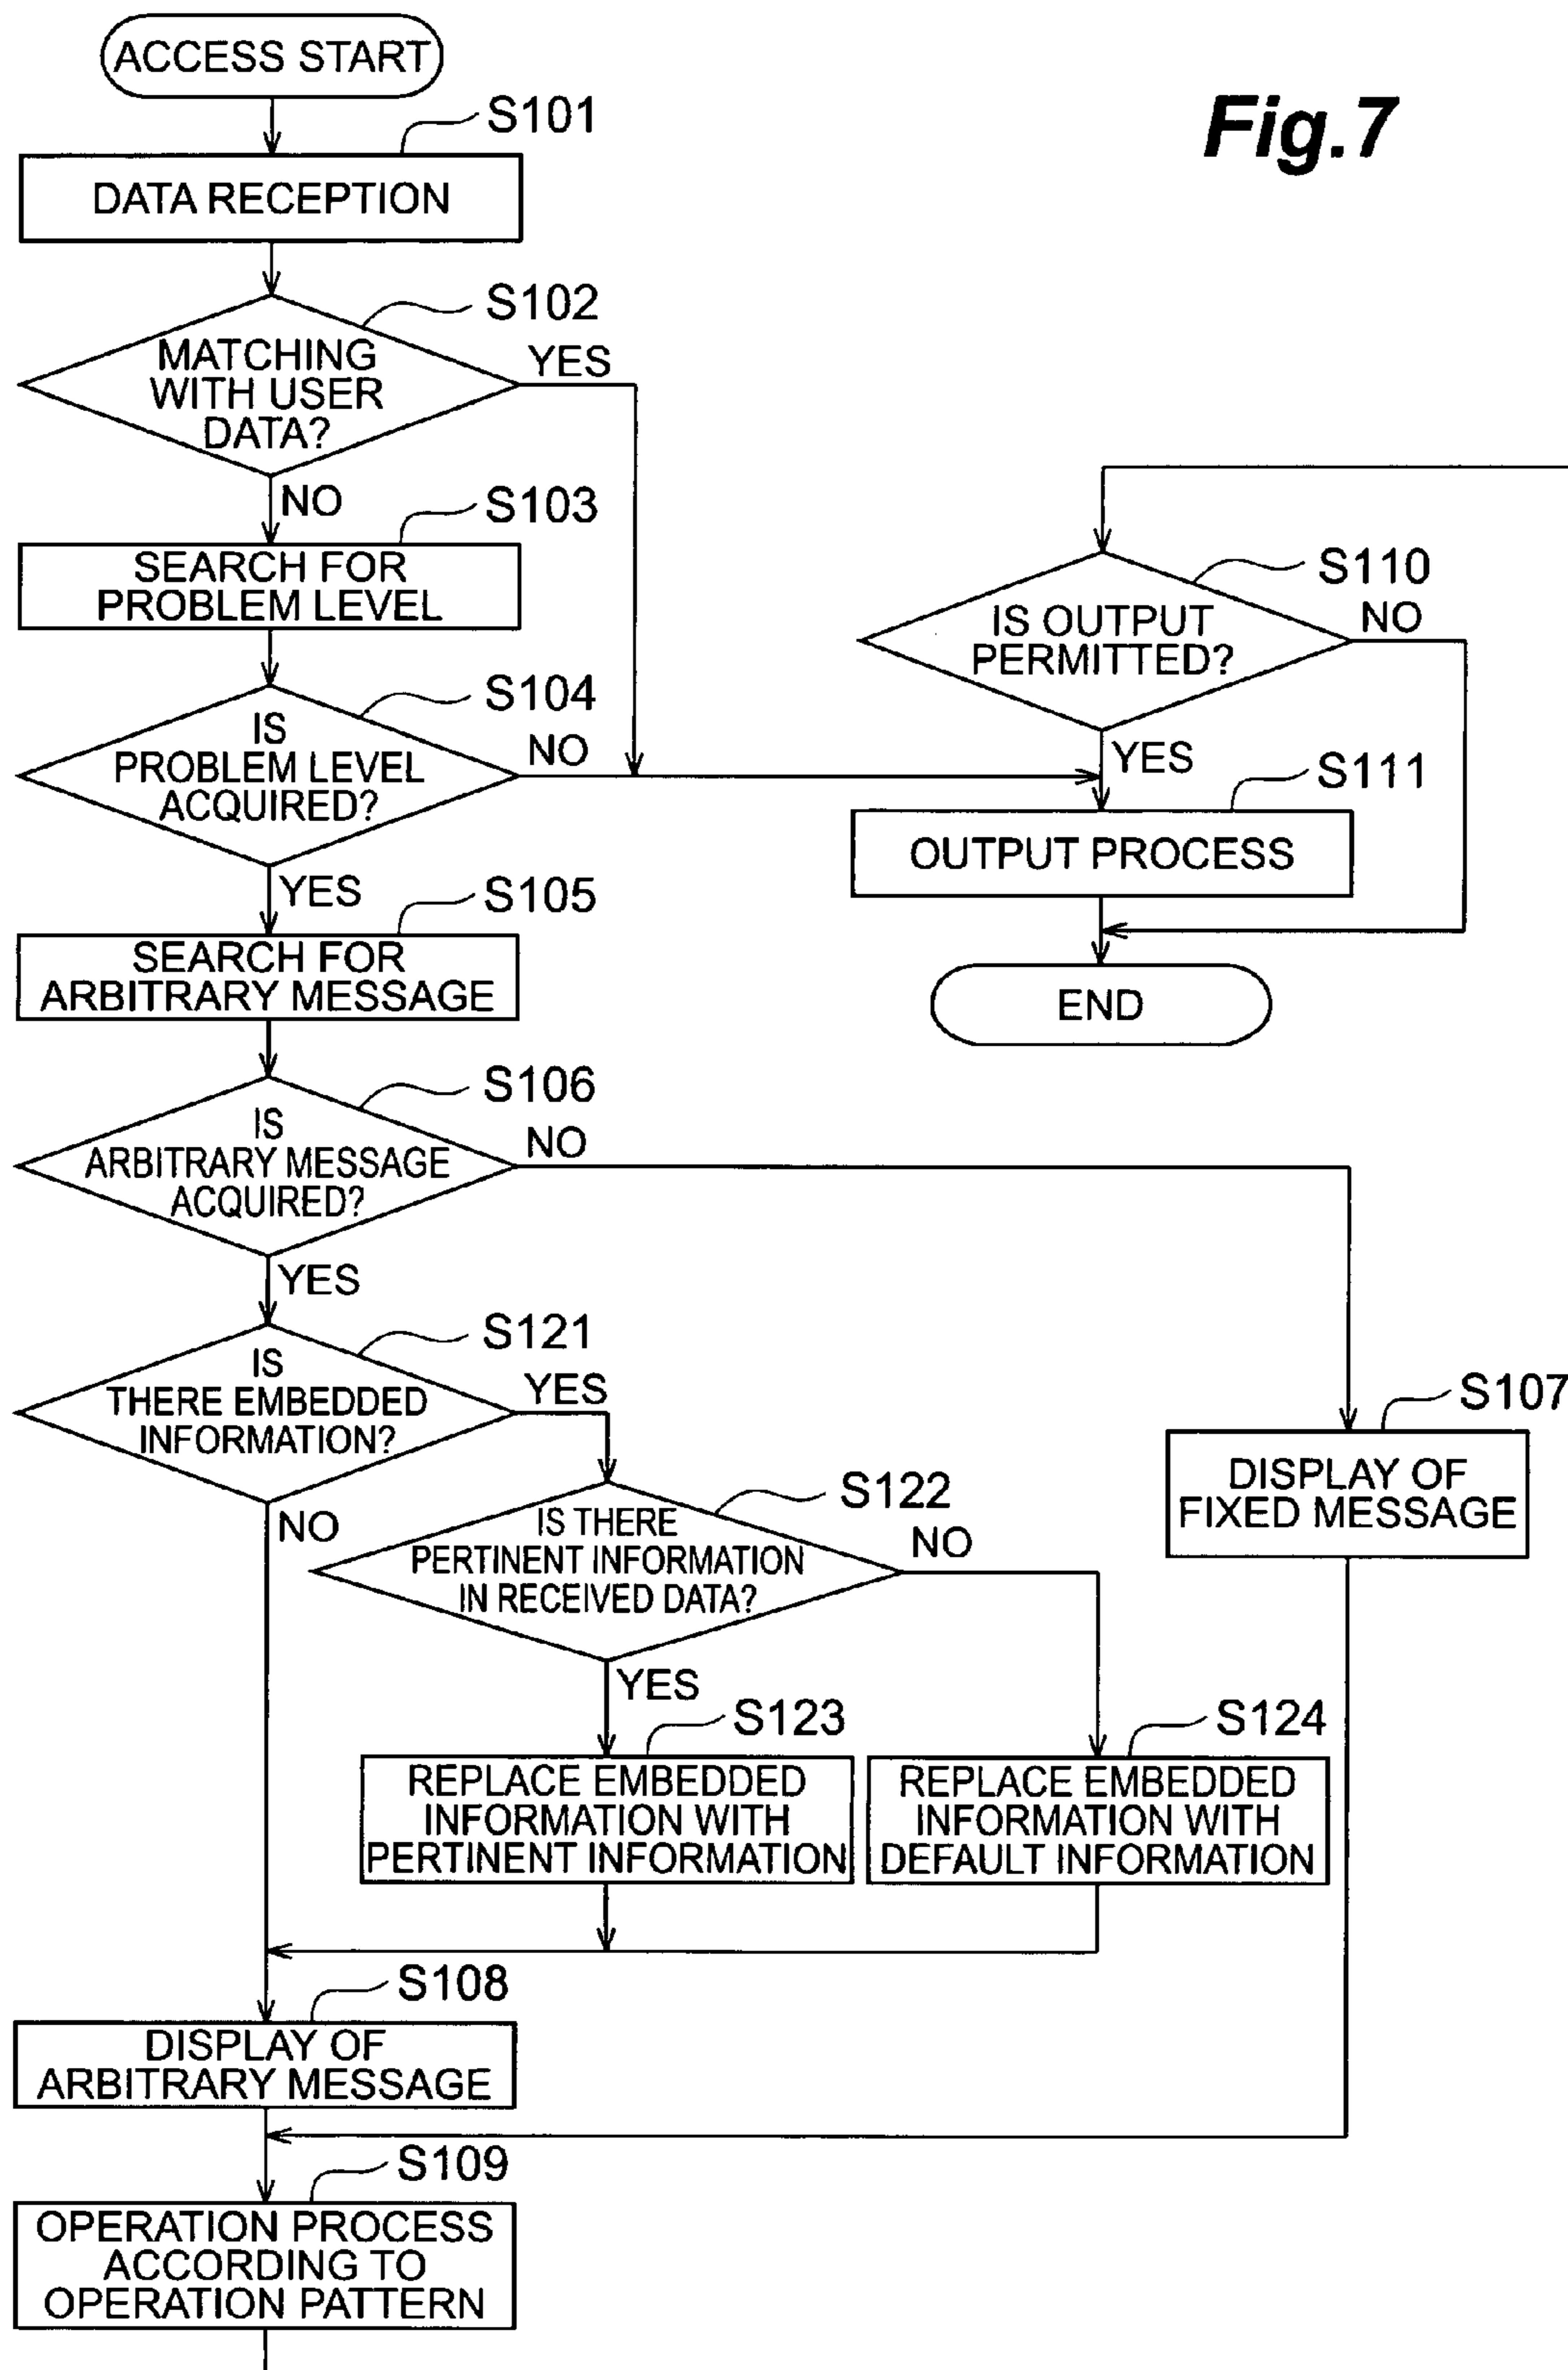 Fig.7
ACCESS START
S101
DATA RECEPTION
S102
MATCHING
WITH USER
DATA?
YES
NO
S103
SEARCH FOR
PROBLEM LEVEL
S104
IS
PROBLEM LEVEL
ACQUIRED?
NO
YES
S105
SEARCH FOR
ARBITRARY MESSAGE
S106
IS
ARBITRARY MESSAGE
ACQUIRED?
NO
YES
S121
IS
THERE EMBEDDED
INFORMATION?
YES
NO
S122
IS THERE
PERTINENT INFORMATION
IN RECEIVED DATA?
NO
YES
S123
REPLACE EMBEDDED
INFORMATION WITH
PERTINENT INFORMATION
S124
REPLACE EMBEDDED
INFORMATION WITH
DEFAULT INFORMATION
S107
DISPLAY OF
FIXED MESSAGE
S108
DISPLAY OF
ARBITRARY MESSAGE
S109
OPERATION PROCESS
ACCORDING TO
OPERATION PATTERN
S110
IS OUTPUT
PERMITTED?
NO
YES
S111
OUTPUT PROCESS
END